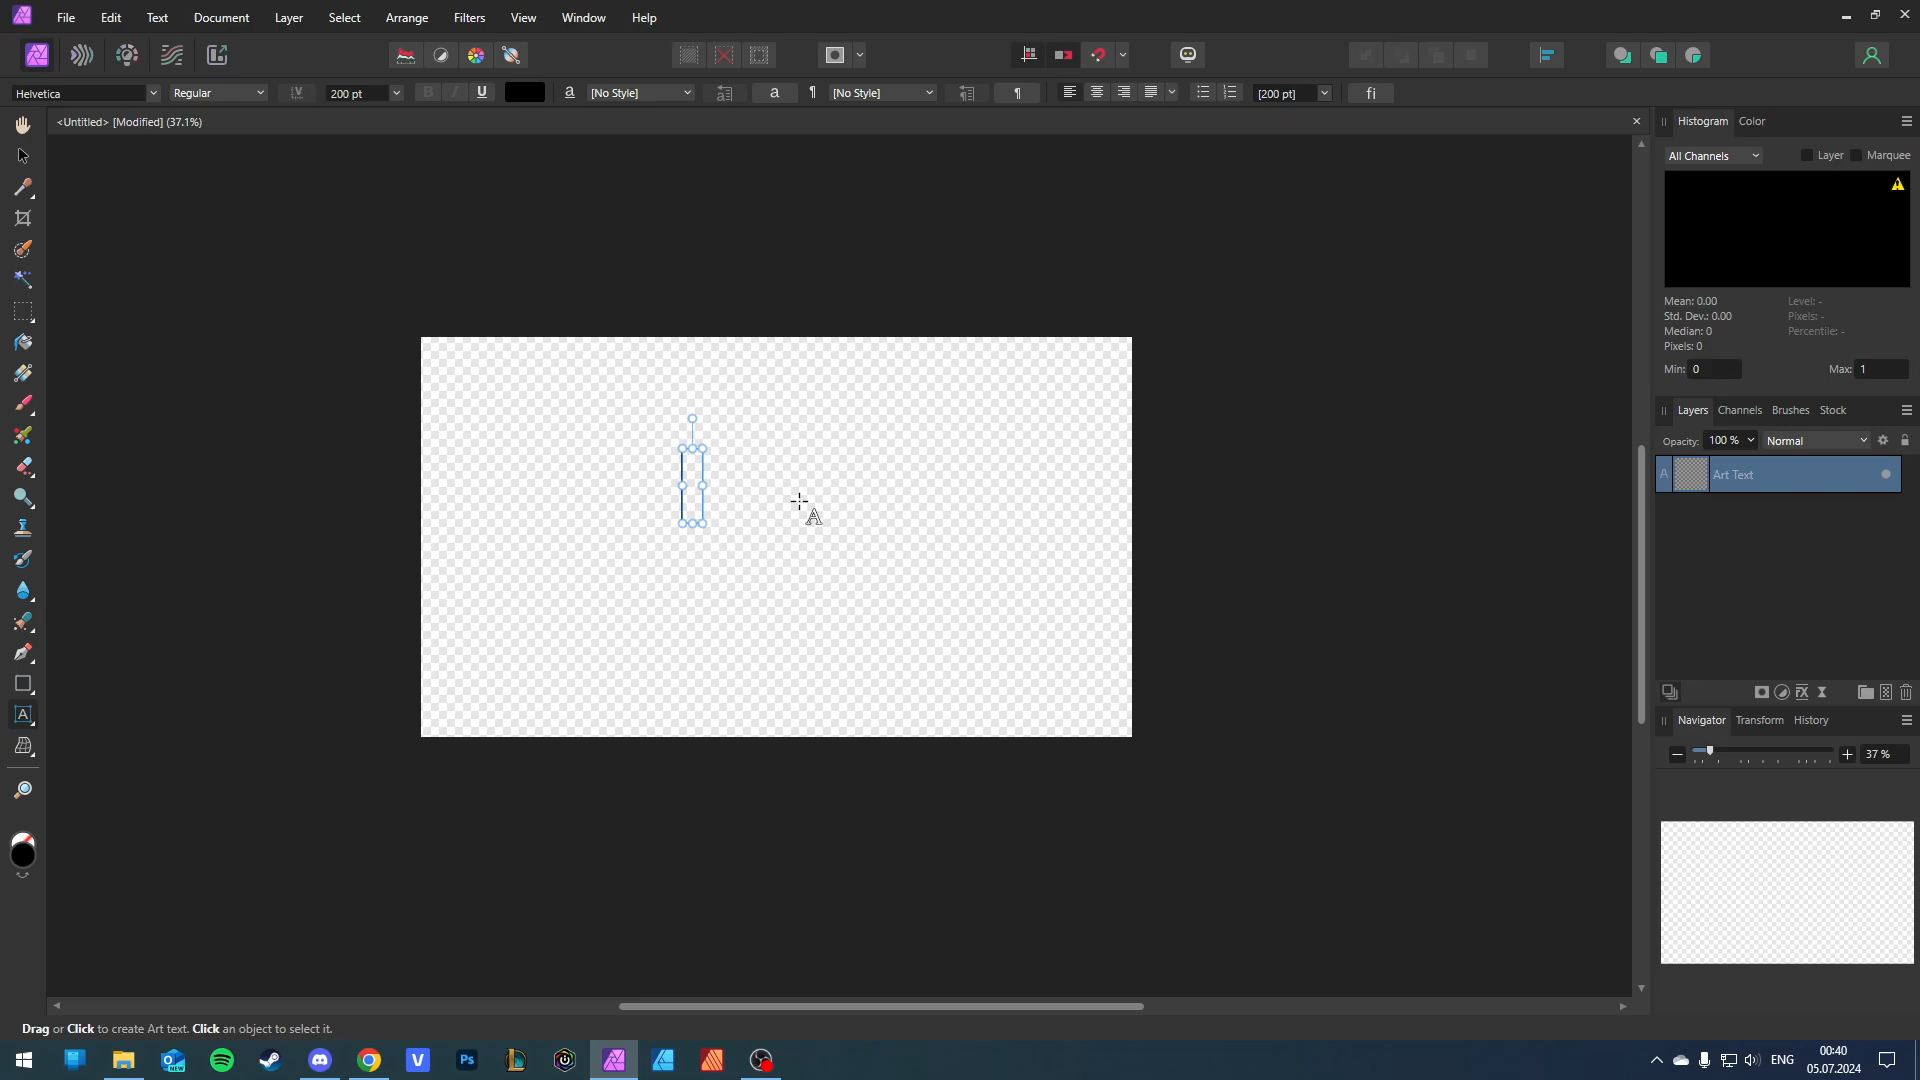 File Edit Text Document Layer Select Arrange Filters View Window Help
Helvetica Regular 200 pt B I U a [No Style] a ¶ [No Style] ¶ [200 pt] fi
<Untitled> [Modified] (37.1%)
Histogram Color
All Channels Layer Marquee
Mean: 0.00 Level: -
Std. Dev.: 0.00 Pixels: -
Median: 0 Percentile: -
Pixels: 0
Min: 0 Max: 1
Layers Channels Brushes Stock
Opacity: 100 % Normal
A Art Text
Navigator Transform History
37 %
Drag or Click to create Art text. Click an object to select it.
NEW V Ps ENG
00:40
05.07.2024